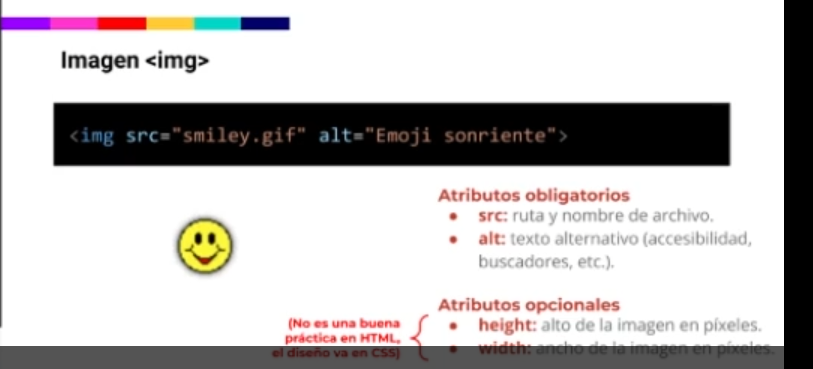 Imagen <img>
<img src="smiley.gif" alt="Emoji sonriente">
Atributos obligatorios
• src: ruta y nombre de archivo.
• alt: texto alternativo (accesibilidad,
buscadores, etc.).
Atributos opcionales
(No es una buena
práctica en HTML,
el diseño va en CSS)
• height: alto de la imagen en píxeles.
• width: ancho de la imagen en píxeles.